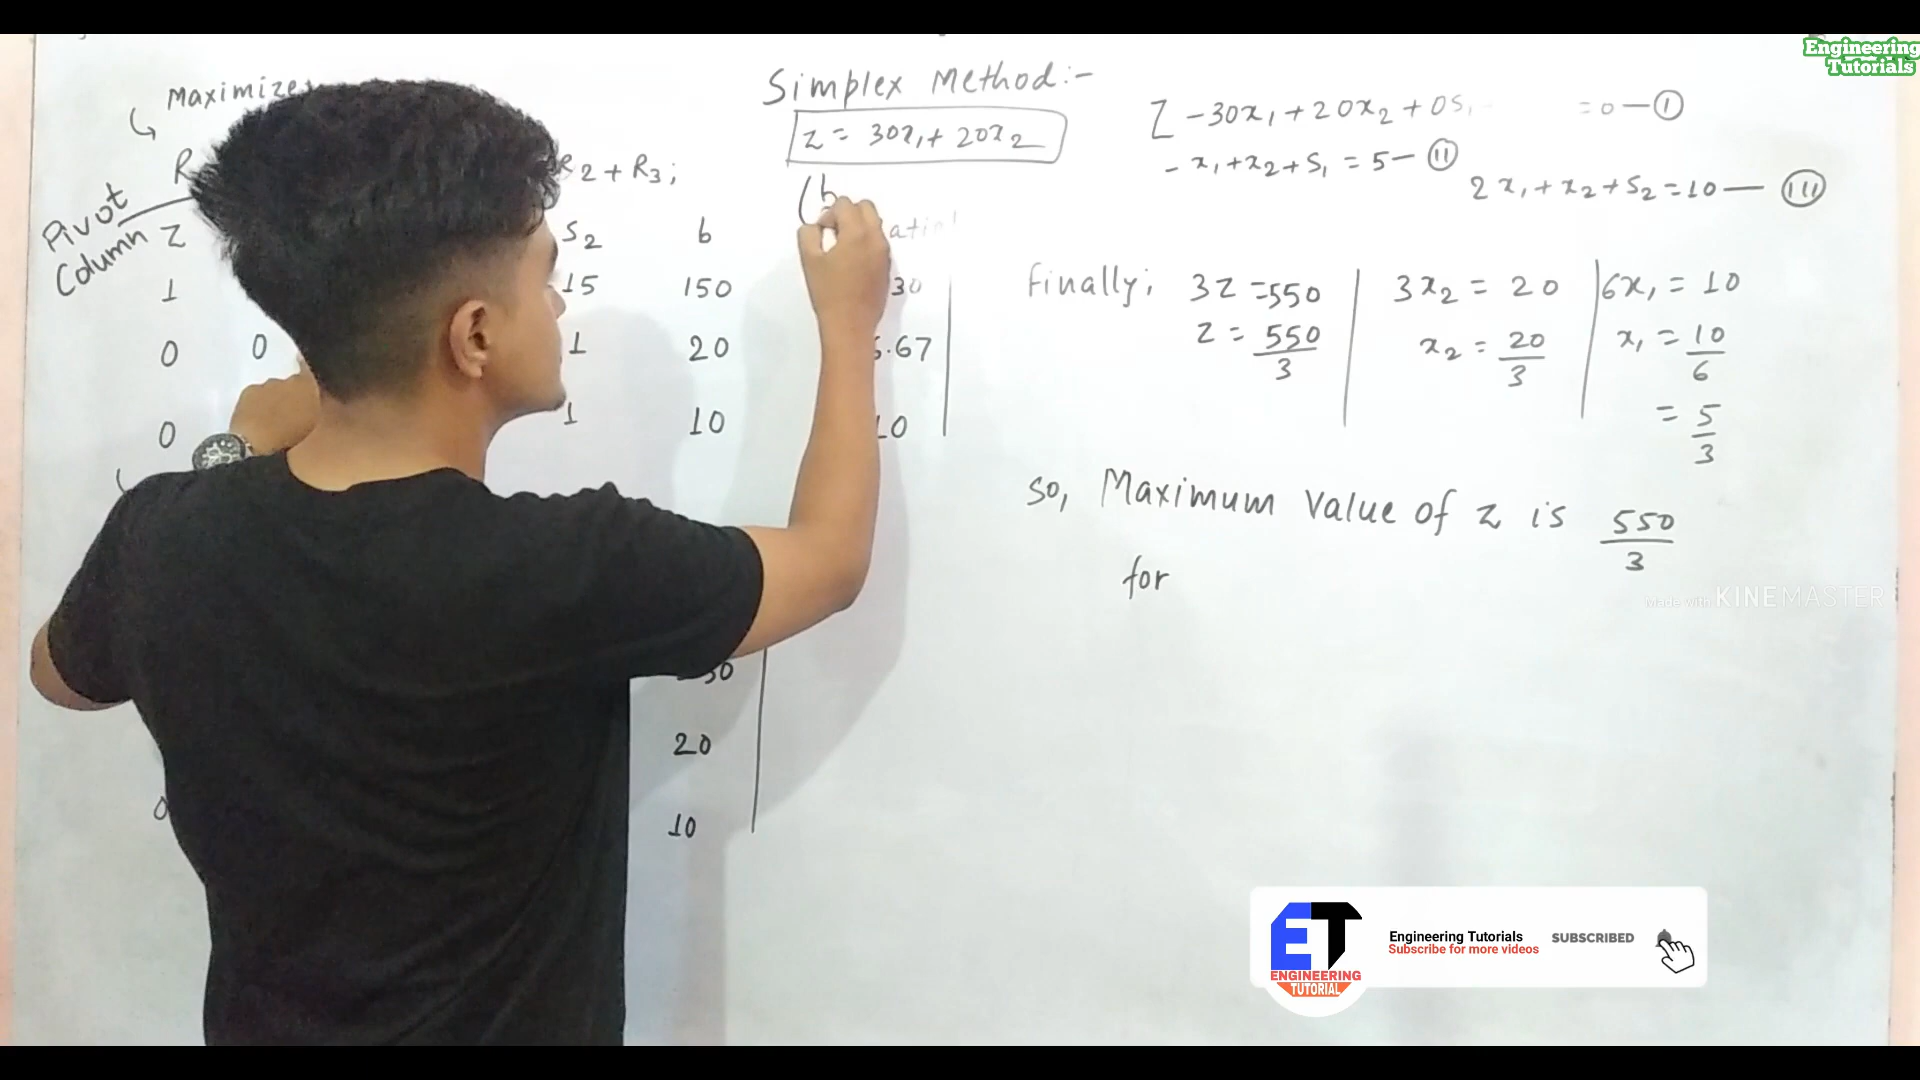 Engineering
Tutorials
Maximize
Simplex Method:-
Z = 30x₁ + 20x₂
R₂ + R₃;
Pivot
Column
Z S₂ b
1 15 150 30
0 0 1 20 .67
0 1 10 10
30
20
0 10
Z - 30x₁ + 20x₂ + 0S₁ = 0 — Ⓘ
- x₁ + x₂ + S₁ = 5 — ⒾⒾ
2x₁ + x₂ + S₂ = 10 — ⒾⒾⒾ
Finally; 3Z = 550 3x₂ = 20 6x₁ = 10
Z = 550/3 x₂ = 20/3 x₁ = 10/6
= 5/3
so, Maximum Value of Z is 550/3
for
Made with KINEMASTER
ET
ENGINEERING
TUTORIAL
Engineering Tutorials
Subscribe for more videos
SUBSCRIBED